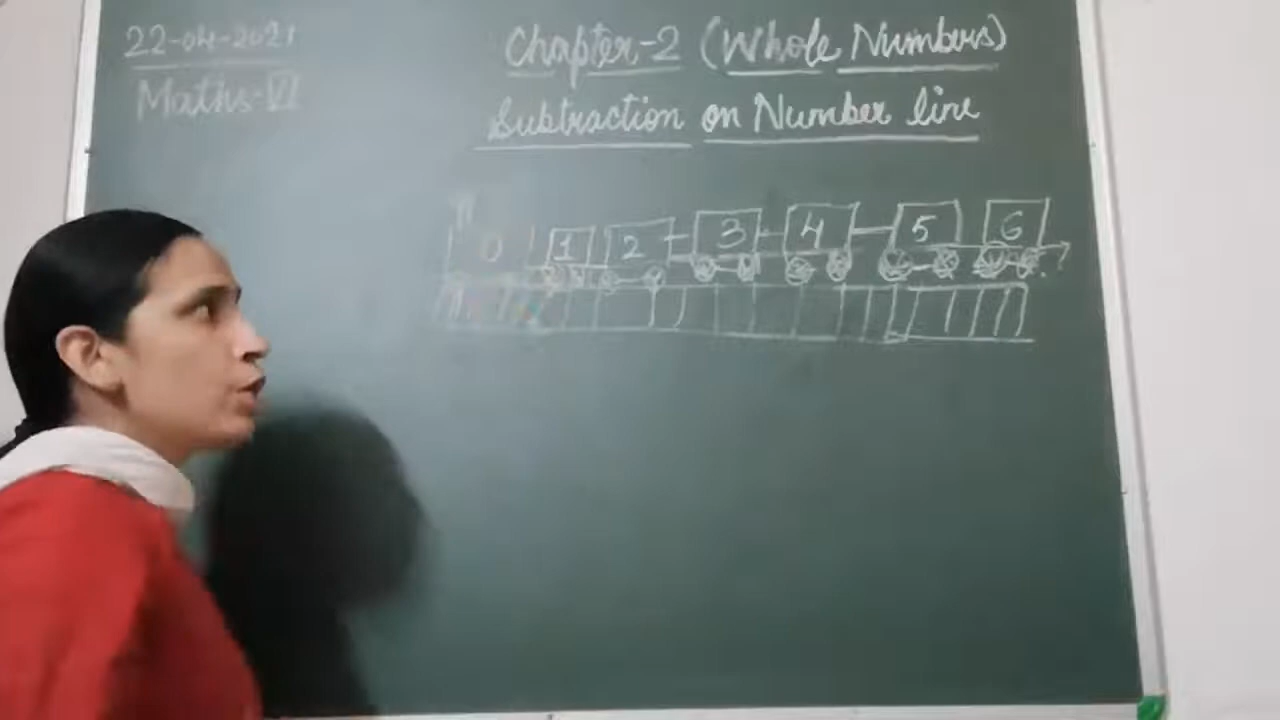 22-04-2021
Maths-VI
Chapter-2 (Whole Numbers)
Subtraction on Number line
0 1 2 3 4 5 6